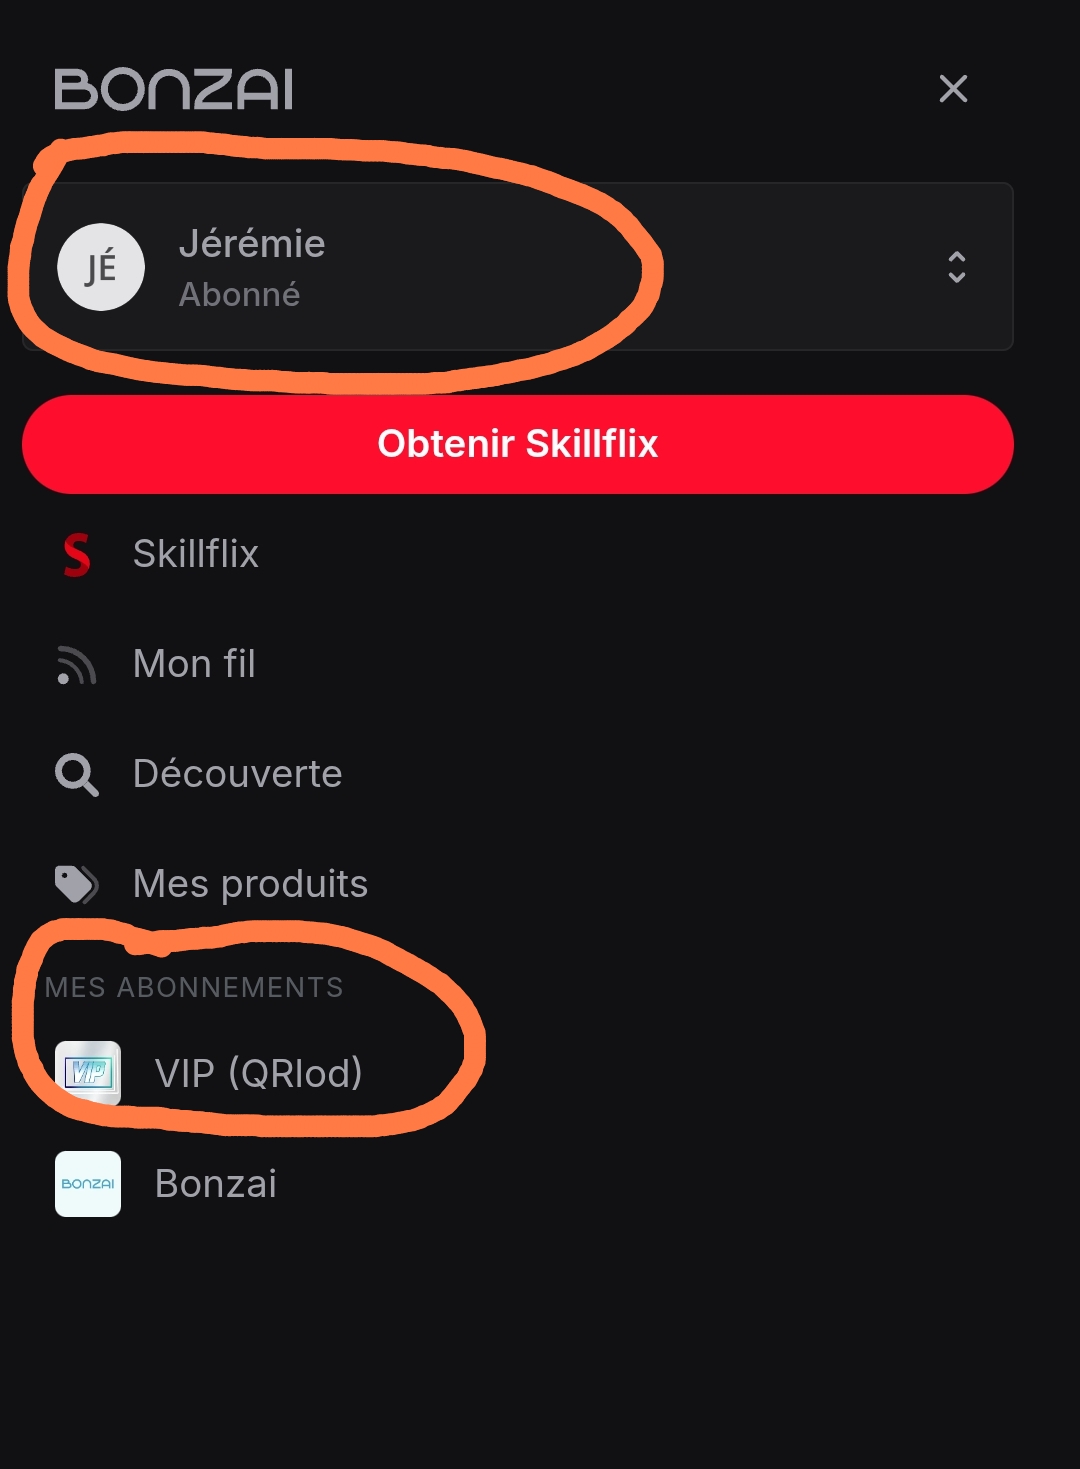 BONZAI
JÉ
Jérémie
Abonné
Obtenir Skillflix
S
Skillflix
Mon fil
Découverte
Mes produits
MES ABONNEMENTS
VIP
VIP (QRlod)
BONZAI
Bonzai